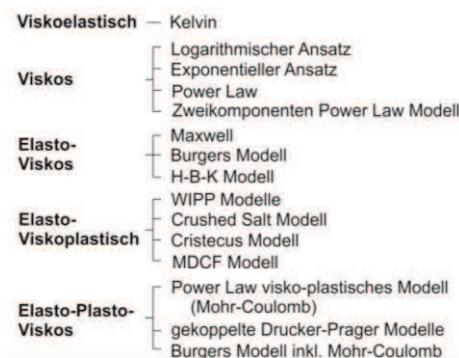 Viskoelastisch — Kelvin
Viskos
Logarithmischer Ansatz
Exponentieller Ansatz
Power Law
Zweikomponenten Power Law Modell
Elasto-
Viskos
Maxwell
Burgers Modell
H-B-K Modell
Elasto-
Viskoplastisch
WIPP Modelle
Crushed Salt Modell
Cristecus Modell
MDCF Modell
Elasto-Plasto-
Viskos
Power Law visko-plastisches Modell
(Mohr-Coulomb)
gekoppelte Drucker-Prager Modelle
Burgers Modell inkl. Mohr-Coulomb